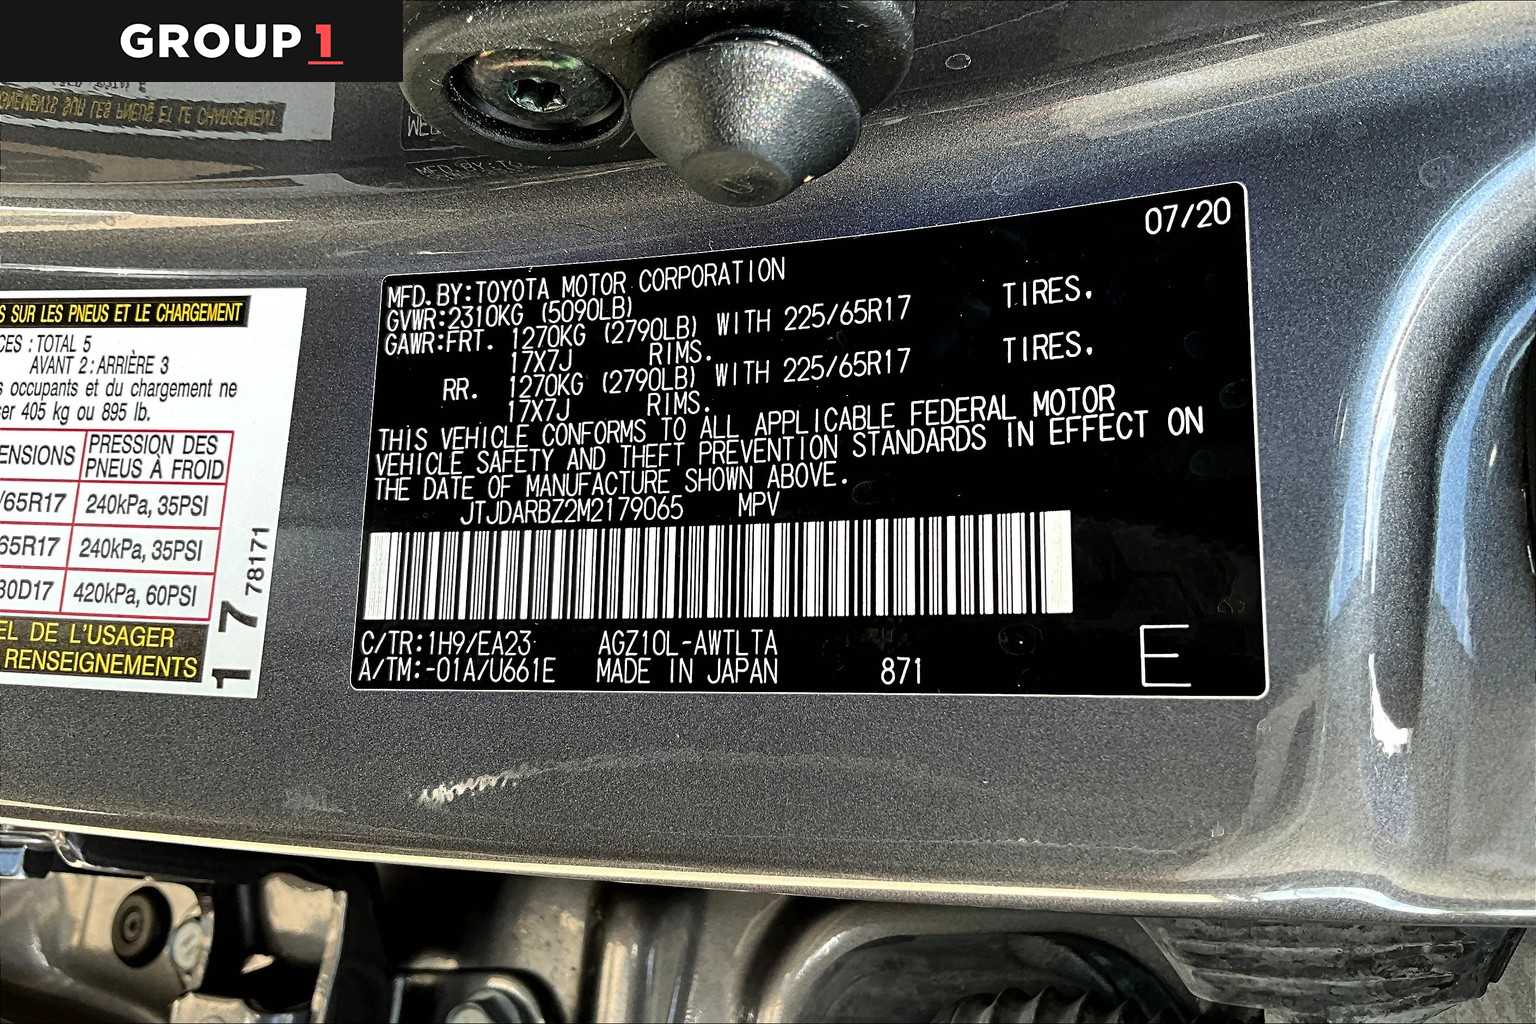 GROUP 1
S SUR LES PNEUS ET LE CHARGEMENT
CES : TOTAL 5
AVANT 2 : ARRIÈRE 3
s occupants et du chargement ne
ser 405 kg ou 895 lb.
ENSIONS PRESSION DES PNEUS À FROID
/65R17 240kPa, 35PSI
65R17 240kPa, 35PSI
80D17 420kPa, 60PSI
EL DE L'USAGER
RENSEIGNEMENTS
17 78171
07/20
MFD. BY:TOYOTA MOTOR CORPORATION
GVWR:2310KG (5090LB)
GAWR:FRT. 1270KG (2790LB) WITH 225/65R17 TIRES,
17X7J RIMS.
RR. 1270KG (2790LB) WITH 225/65R17 TIRES,
17X7J RIMS.
THIS VEHICLE CONFORMS TO ALL APPLICABLE FEDERAL MOTOR
VEHICLE SAFETY AND THEFT PREVENTION STANDARDS IN EFFECT ON
THE DATE OF MANUFACTURE SHOWN ABOVE.
JTJDARBZ2M2179065 MPV
C/TR:1H9/EA23 AGZ10L-AWTLTA
A/TM:-01A/U661E MADE IN JAPAN 871 E